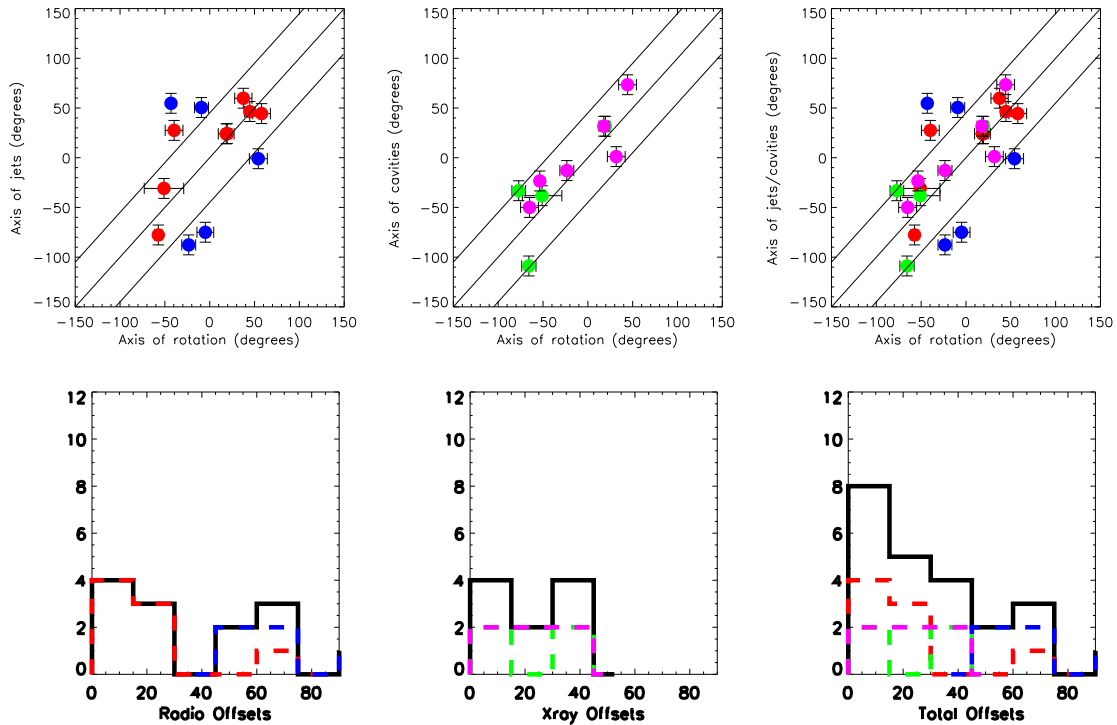 150
100
50
0
−50
−100
−150
Axis of jets (degrees)
−150 −100 −50 0 50 100 150
Axis of rotation (degrees)
150
100
50
0
−50
−100
−150
Axis of cavities (degrees)
−150 −100 −50 0 50 100 150
Axis of rotation (degrees)
150
100
50
0
−50
−100
−150
Axis of jets/cavities (degrees)
−150 −100 −50 0 50 100 150
Axis of rotation (degrees)
12
10
8
6
4
2
0
0 20 40 60 80
Radio Offsets
12
10
8
6
4
2
0
0 20 40 60 80
Xray Offsets
12
10
8
6
4
2
0
0 20 40 60 80
Total Offsets